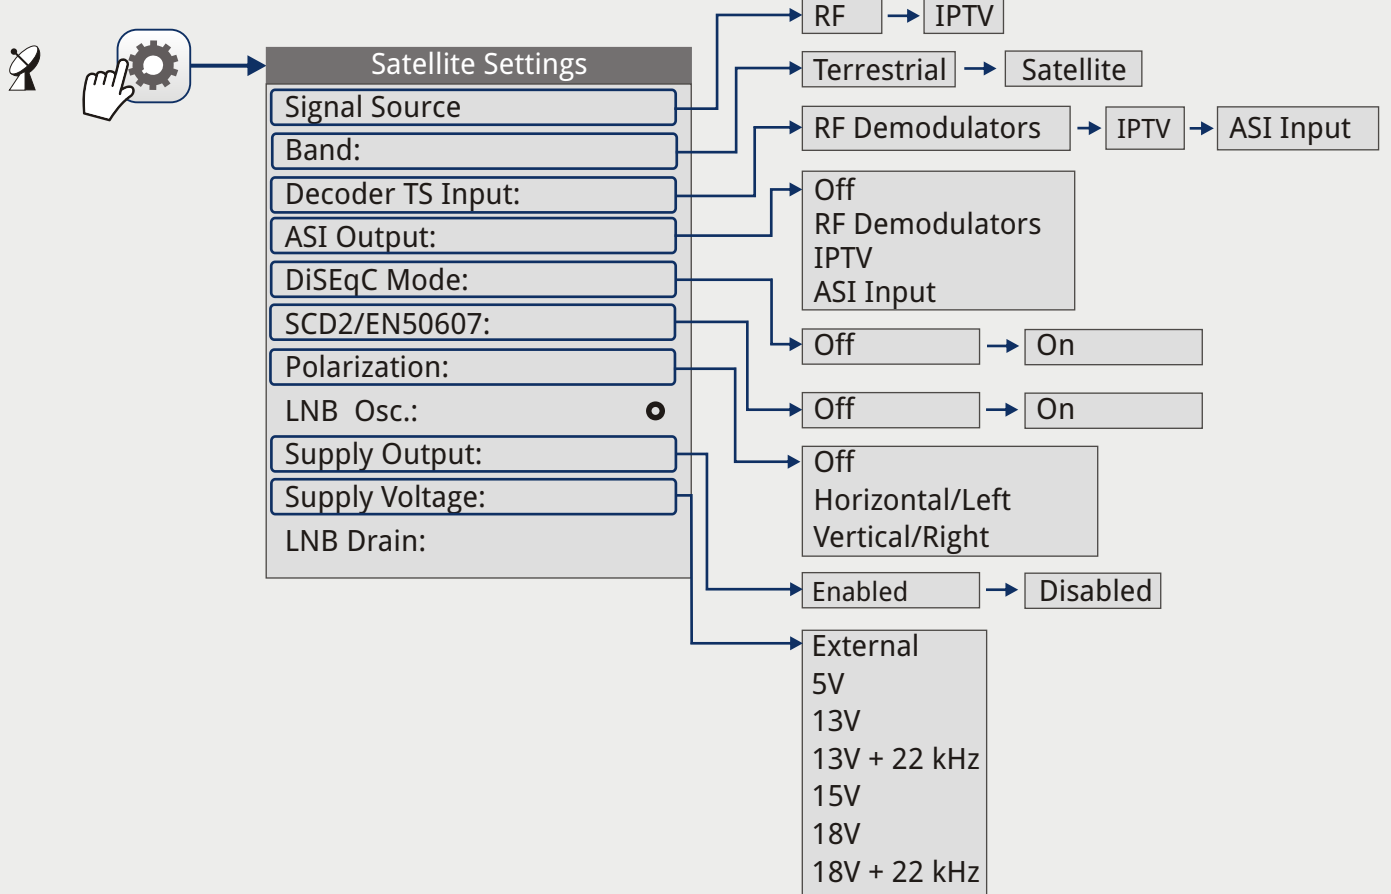 Satellite Settings
Signal Source
Band:
Decoder TS Input:
ASI Output:
DiSEqC Mode:
SCD2/EN50607:
Polarization:
LNB Osc.:
Supply Output:
Supply Voltage:
LNB Drain:
RF
IPTV
Terrestrial
Satellite
RF Demodulators
IPTV
ASI Input
Off
RF Demodulators
IPTV
ASI Input
Off
On
Off
On
Off
Horizontal/Left
Vertical/Right
Enabled
Disabled
External
5V
13V
13V + 22 kHz
15V
18V
18V + 22 kHz